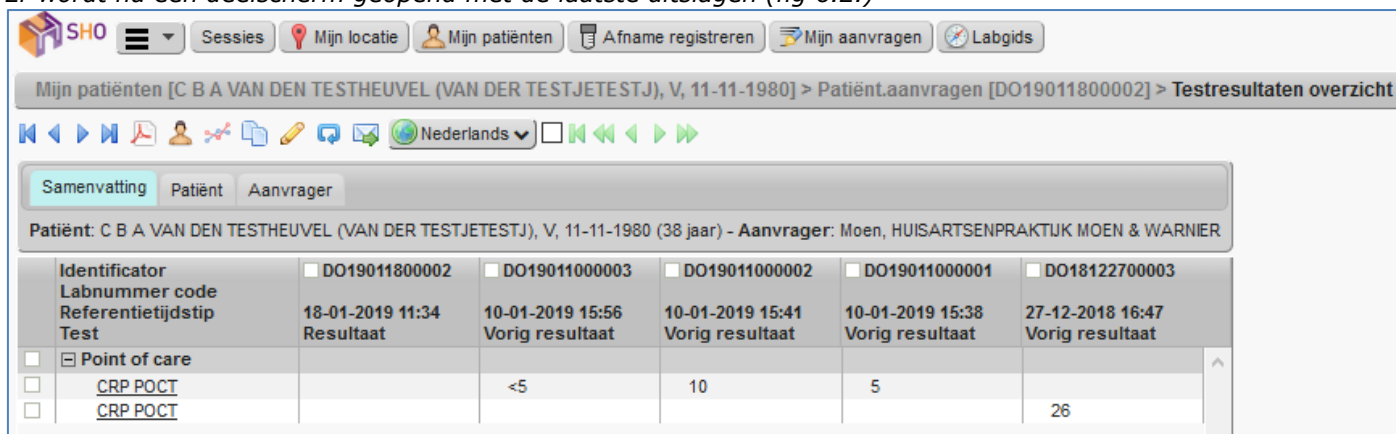 Er wordt nu een deelscherm geopend met de laatste uitslagen (fig 6.2.)
SHO Sessies Mijn locatie Mijn patiënten Afname registreren Mijn aanvragen Labgids
Mijn patiënten [C B A VAN DEN TESTHEUVEL (VAN DER TESTJETESTJ), V, 11-11-1980] > Patiënt.aanvragen [DO19011800002] > Testresultaten overzicht
Nederlands
Samenvatting Patiënt Aanvrager
Patiënt: C B A VAN DEN TESTHEUVEL (VAN DER TESTJETESTJ), V, 11-11-1980 (38 jaar) - Aanvrager: Moen, HUISARTSENPRAKTIJK MOEN & WARNIER
Identificator DO19011800002 DO19011000003 DO19011000002 DO19011000001 DO18122700003
Labnummer code
Referentietijdstip 18-01-2019 11:34 10-01-2019 15:56 10-01-2019 15:41 10-01-2019 15:38 27-12-2018 16:47
Test Resultaat Vorig resultaat Vorig resultaat Vorig resultaat Vorig resultaat
Point of care
CRP POCT <5 10 5
CRP POCT 26